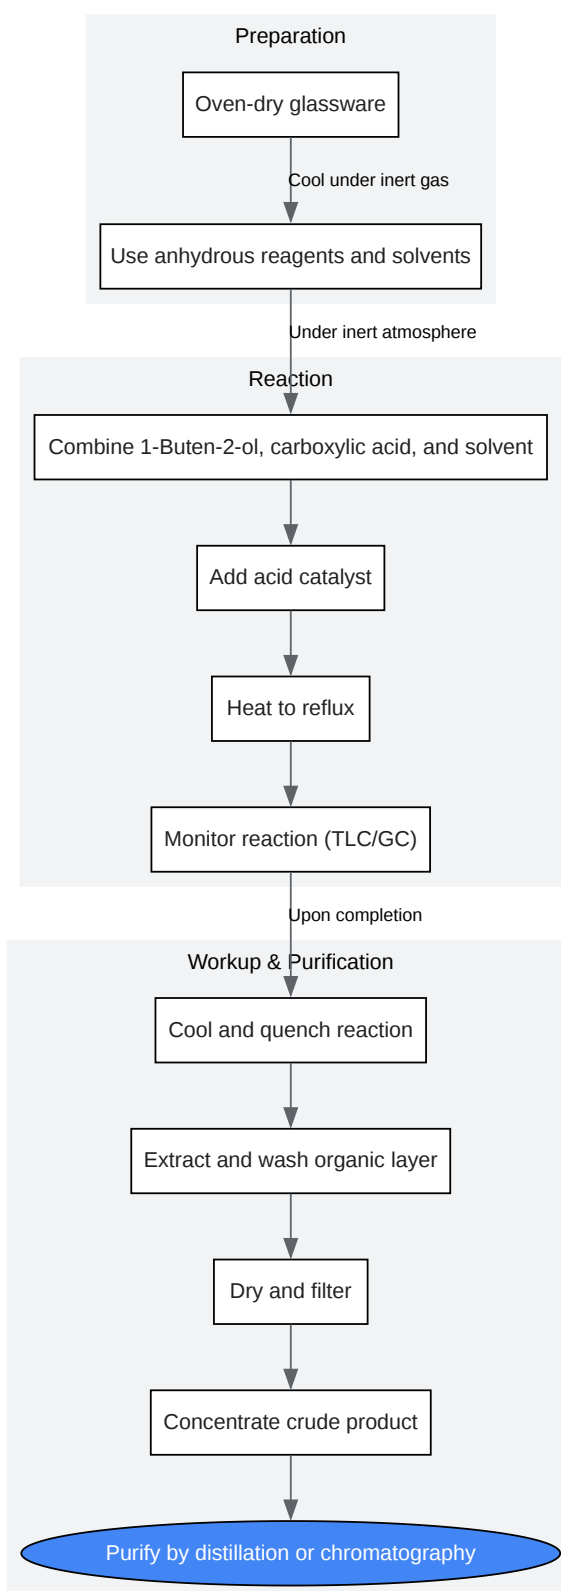 Preparation
Oven-dry glassware
Cool under inert gas
Use anhydrous reagents and solvents
Under inert atmosphere
Reaction
Combine 1-Buten-2-ol, carboxylic acid, and solvent
Add acid catalyst
Heat to reflux
Monitor reaction (TLC/GC)
Upon completion
Workup & Purification
Cool and quench reaction
Extract and wash organic layer
Dry and filter
Concentrate crude product
Purify by distillation or chromatography